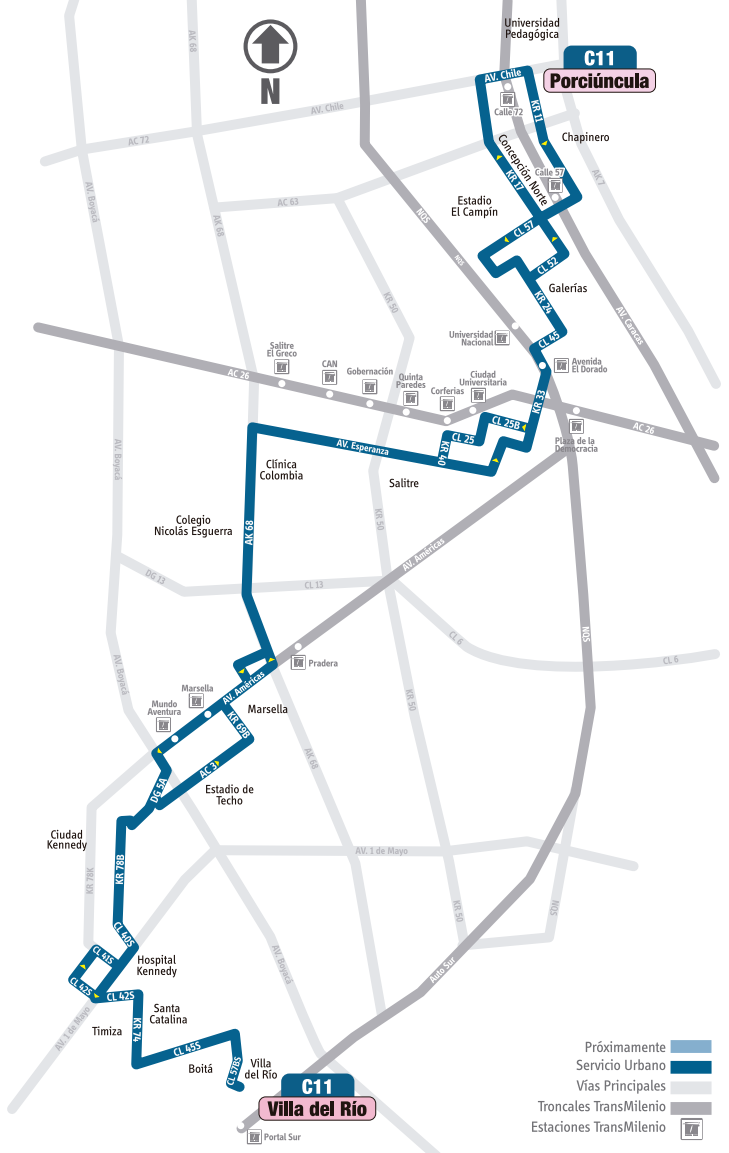 Universidad
Pedagógica
C11
Porciúncula
N
AK 68
AV. Chile
AV. Chile
AC 72
Calle 72
KR 11
Chapinero
Concepción Norte
Calle 57
KR 17
AK 7
AV. Boyacá
AC 63
Estadio
El Campín
AK 68
NQS
CL 57
NQS
CL 52
Galerías
KR 50
KR 24
AV. Caracas
CL 45
Universidad
Nacional
Salitre
El Greco
CAN
Gobernación
Quinta
Paredes
Corferias
Ciudad
Universitaria
Avenida
El Dorado
AC 26
KR 33
CL 25B
AC 26
CL 25
KR 40
Plaza de la
Democracia
AV. Esperanza
AV. Boyacá
Clínica
Colombia
Salitre
Colegio
Nicolás Esguerra
AK 68
KR 50
AV. Américas
DG 13
CL 13
CL 6
CL 6
NQS
Pradera
AV. Boyacá
Marsella
AV. Américas
Mundo
Aventura
Marsella
KR 69B
KR 50
AK 68
AC 3
DG 5A
Estadio de
Techo
Ciudad
Kennedy
KR 78K
KR 78B
AV. 1 de Mayo
KR 50
NQS
CL 40S
CL 41S
Hospital
Kennedy
AV. Boyacá
Auto Sur
CL 42S
CL 42S
Santa
Catalina
AV. 1 de Mayo
Timiza
KR 74
CL 45S
Boitá
CL 57BS
Villa
del Río
C11
Villa del Río
Portal Sur
Próximamente
Servicio Urbano
Vías Principales
Troncales TransMilenio
Estaciones TransMilenio